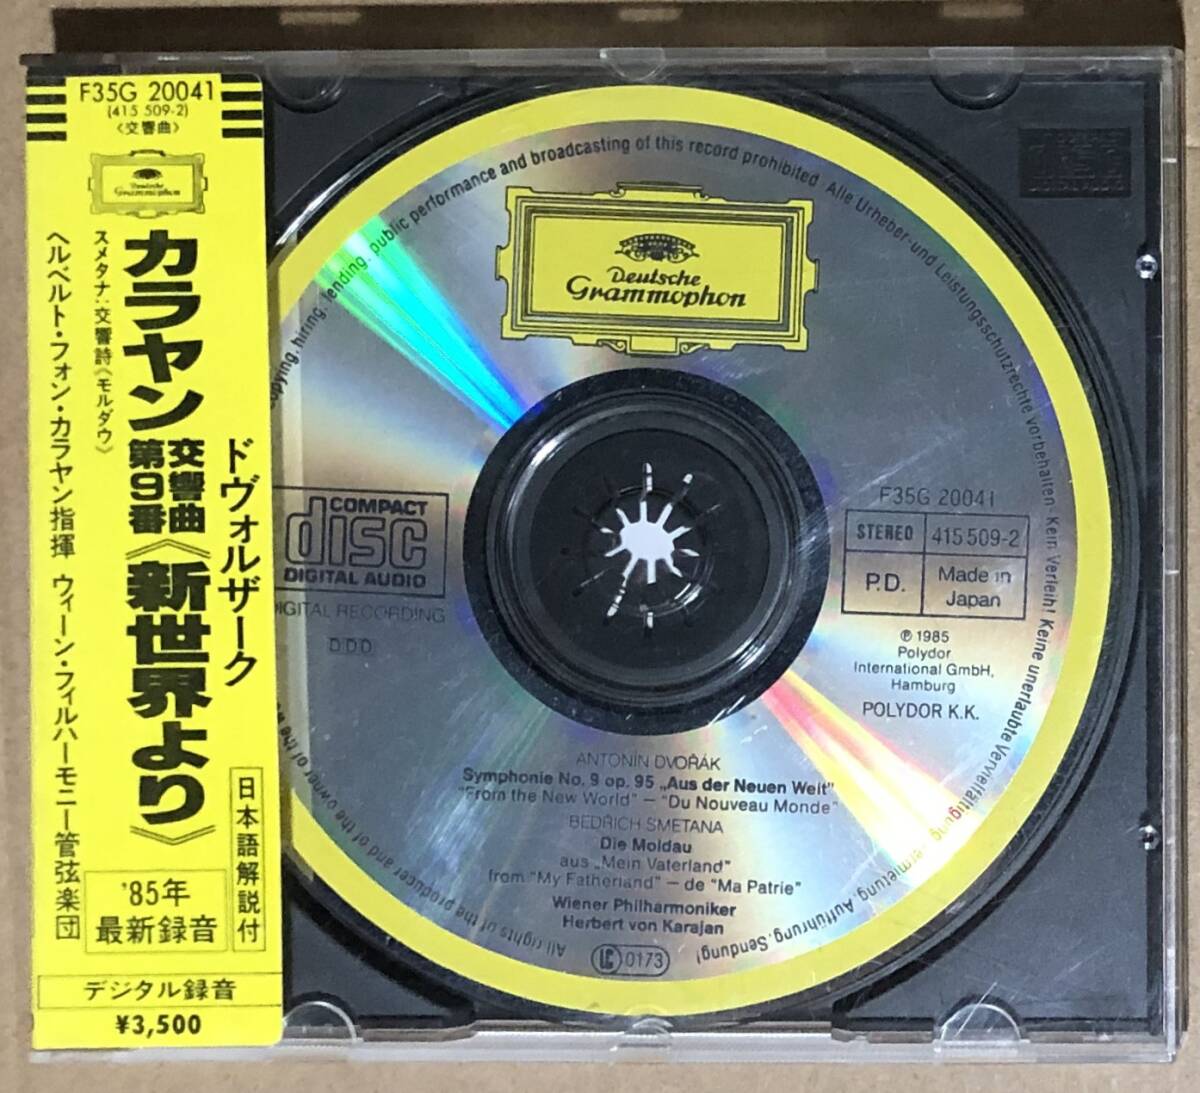 F35G 20041
(415 509-2)
〈交響曲〉
Deutsche
Grammophon
ドヴォルザーク
カラヤン 交響曲 第9番《新世界より》
スメタナ:交響詩《モルダウ》
ヘルベルト・フォン・カラヤン指揮 ウィーン・フィルハーモニー管弦楽団
日本語解説付
'85年
最新録音
デジタル録音
¥3,500
Deutsche
Grammophon
COMPACT
disc
DIGITAL AUDIO
DIGITAL RECORDING
DDD
F35G 20041
STEREO
415 509-2
P.D.
Made in
Japan
℗ 1985
Polydor
International GmbH,
Hamburg
POLYDOR K.K.
ANTONÍN DVOŘÁK
Symphonie No. 9 op. 95 „Aus der Neuen Welt"
"From the New World" – "Du Nouveau Monde"
BEDŘICH SMETANA
Die Moldau
aus „Mein Vaterland"
from "My Fatherland" – de "Ma Patrie"
Wiener Philharmoniker
Herbert von Karajan
LC 0173
All rights of the producer and of the owner of the
copying, hiring, lending, public performance and broadcasting of this record prohibited
Alle Urheber- und Leistungsschutzrechte vorbehalten · Kein Verleih! Keine unerlaubte Vervielfältigung, Vermietung, Aufführung, Sendung!